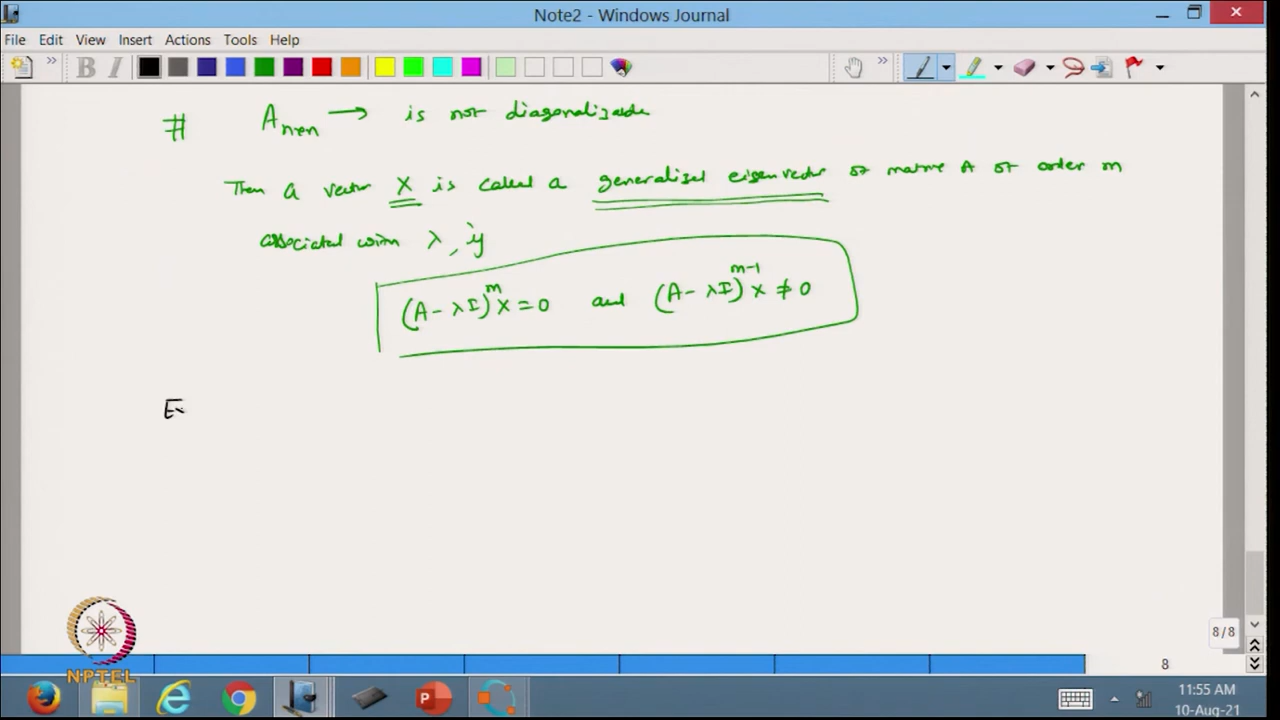 Note2 - Windows Journal
File Edit View Insert Actions Tools Help
# A n×n → is not diagonalizable
Then a vector X is called a generalized eigenvector of matrix A of order m
associated with λ, if
(A - λI)^m X = 0 and (A - λI)^{m-1} X ≠ 0
Ex
8/8
8
NPTEL
11:55 AM
10-Aug-21